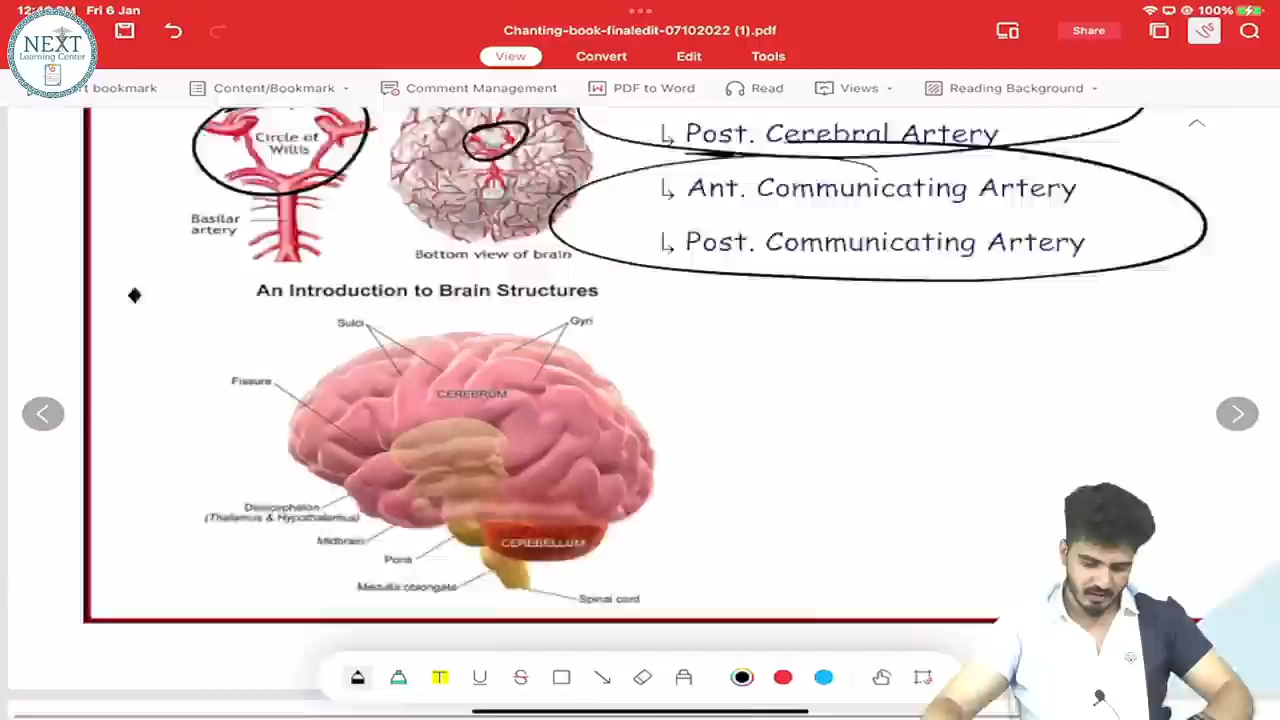 12:40 PM Fri 6 Jan
100%
NEXT
Learning Center
Chanting-book-finaledit-07102022 (1).pdf
Share
View
Convert
Edit
Tools
bookmark
Content/Bookmark
Comment Management
PDF to Word
Read
Views
Reading Background
Circle of
Willis
Basilar
artery
Bottom view of brain
Post. Cerebral Artery
Ant. Communicating Artery
Post. Communicating Artery
An Introduction to Brain Structures
Sulci
Gyri
Fissure
CEREBRUM
Diencephalon
(Thalamus & Hypothalamus)
Midbrain
Pons
CEREBELLUM
Medulla oblongata
Spinal cord
T
U
S